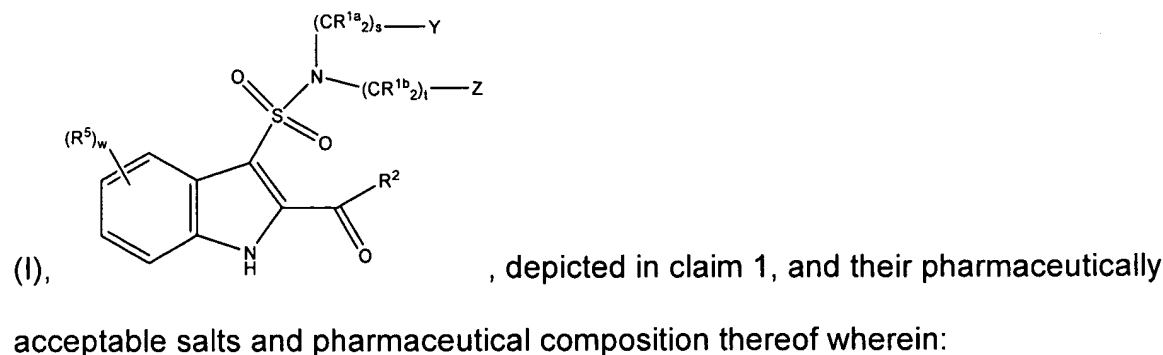 (CR¹ᵃ₂)ₛ—Y
N
(CR¹ᵇ₂)ₜ—Z
O
S
O
(R⁵)w
R²
N
H
O
(I), , depicted in claim 1, and their pharmaceutically
acceptable salts and pharmaceutical composition thereof wherein: